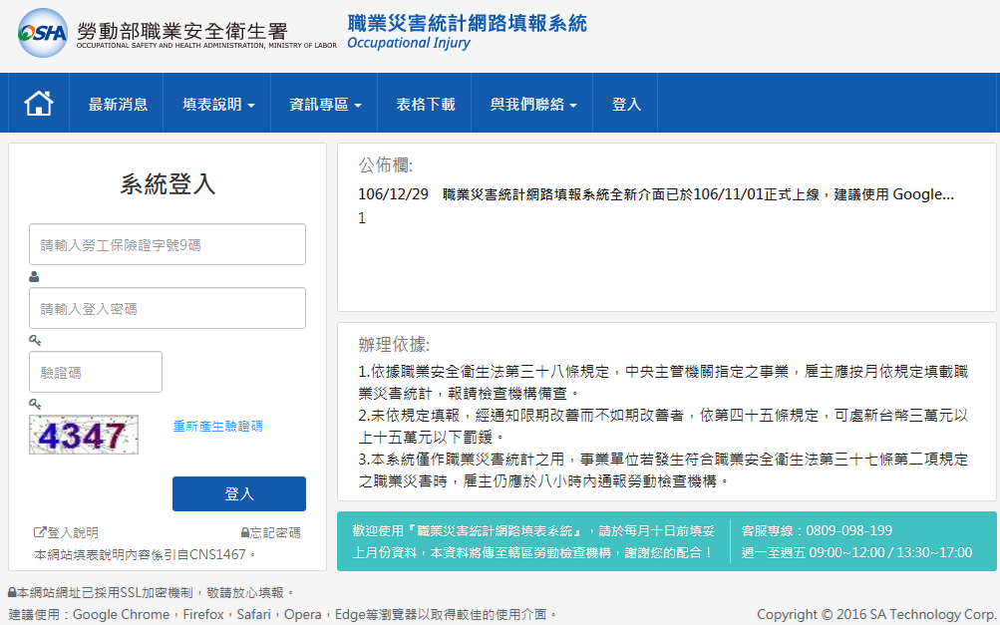 OSHA
勞動部職業安全衛生署
OCCUPATIONAL SAFETY AND HEALTH ADMINISTRATION, MINISTRY OF LABOR
職業災害統計網路填報系統
Occupational Injury
最新消息 填表說明 資訊專區 表格下載 與我們聯絡 登入
系統登入
請輸入勞工保險證字號9碼
請輸入登入密碼
驗證碼
4347 重新產生驗證碼
登入
登入說明 忘記密碼
本網站填表說明內容係引自CNS1467。
公佈欄:
106/12/29 職業災害統計網路填報系統全新介面已於106/11/01正式上線，建議使用 Google...
1
辦理依據:
1.依據職業安全衛生法第三十八條規定，中央主管機關指定之事業，雇主應按月依規定填載職
業災害統計，報請檢查機構備查。
2.未依規定填報，經通知限期改善而不如期改善者，依第四十五條規定，可處新台幣三萬元以
上十五萬元以下罰鍰。
3.本系統僅作職業災害統計之用，事業單位若發生符合職業安全衛生法第三十七條第二項規定
之職業災害時，雇主仍應於八小時內通報勞動檢查機構。
歡迎使用『職業災害統計網路填表系統』，請於每月十日前填妥
上月份資料，本資料將傳至轄區勞動檢查機構，謝謝您的配合！
客服專線：0809-098-199
週一至週五 09:00~12:00 / 13:30~17:00
本網站網址已採用SSL加密機制，敬請放心填報。
建議使用：Google Chrome，Firefox，Safari，Opera，Edge等瀏覽器以取得較佳的使用介面。
Copyright © 2016 SA Technology Corp.